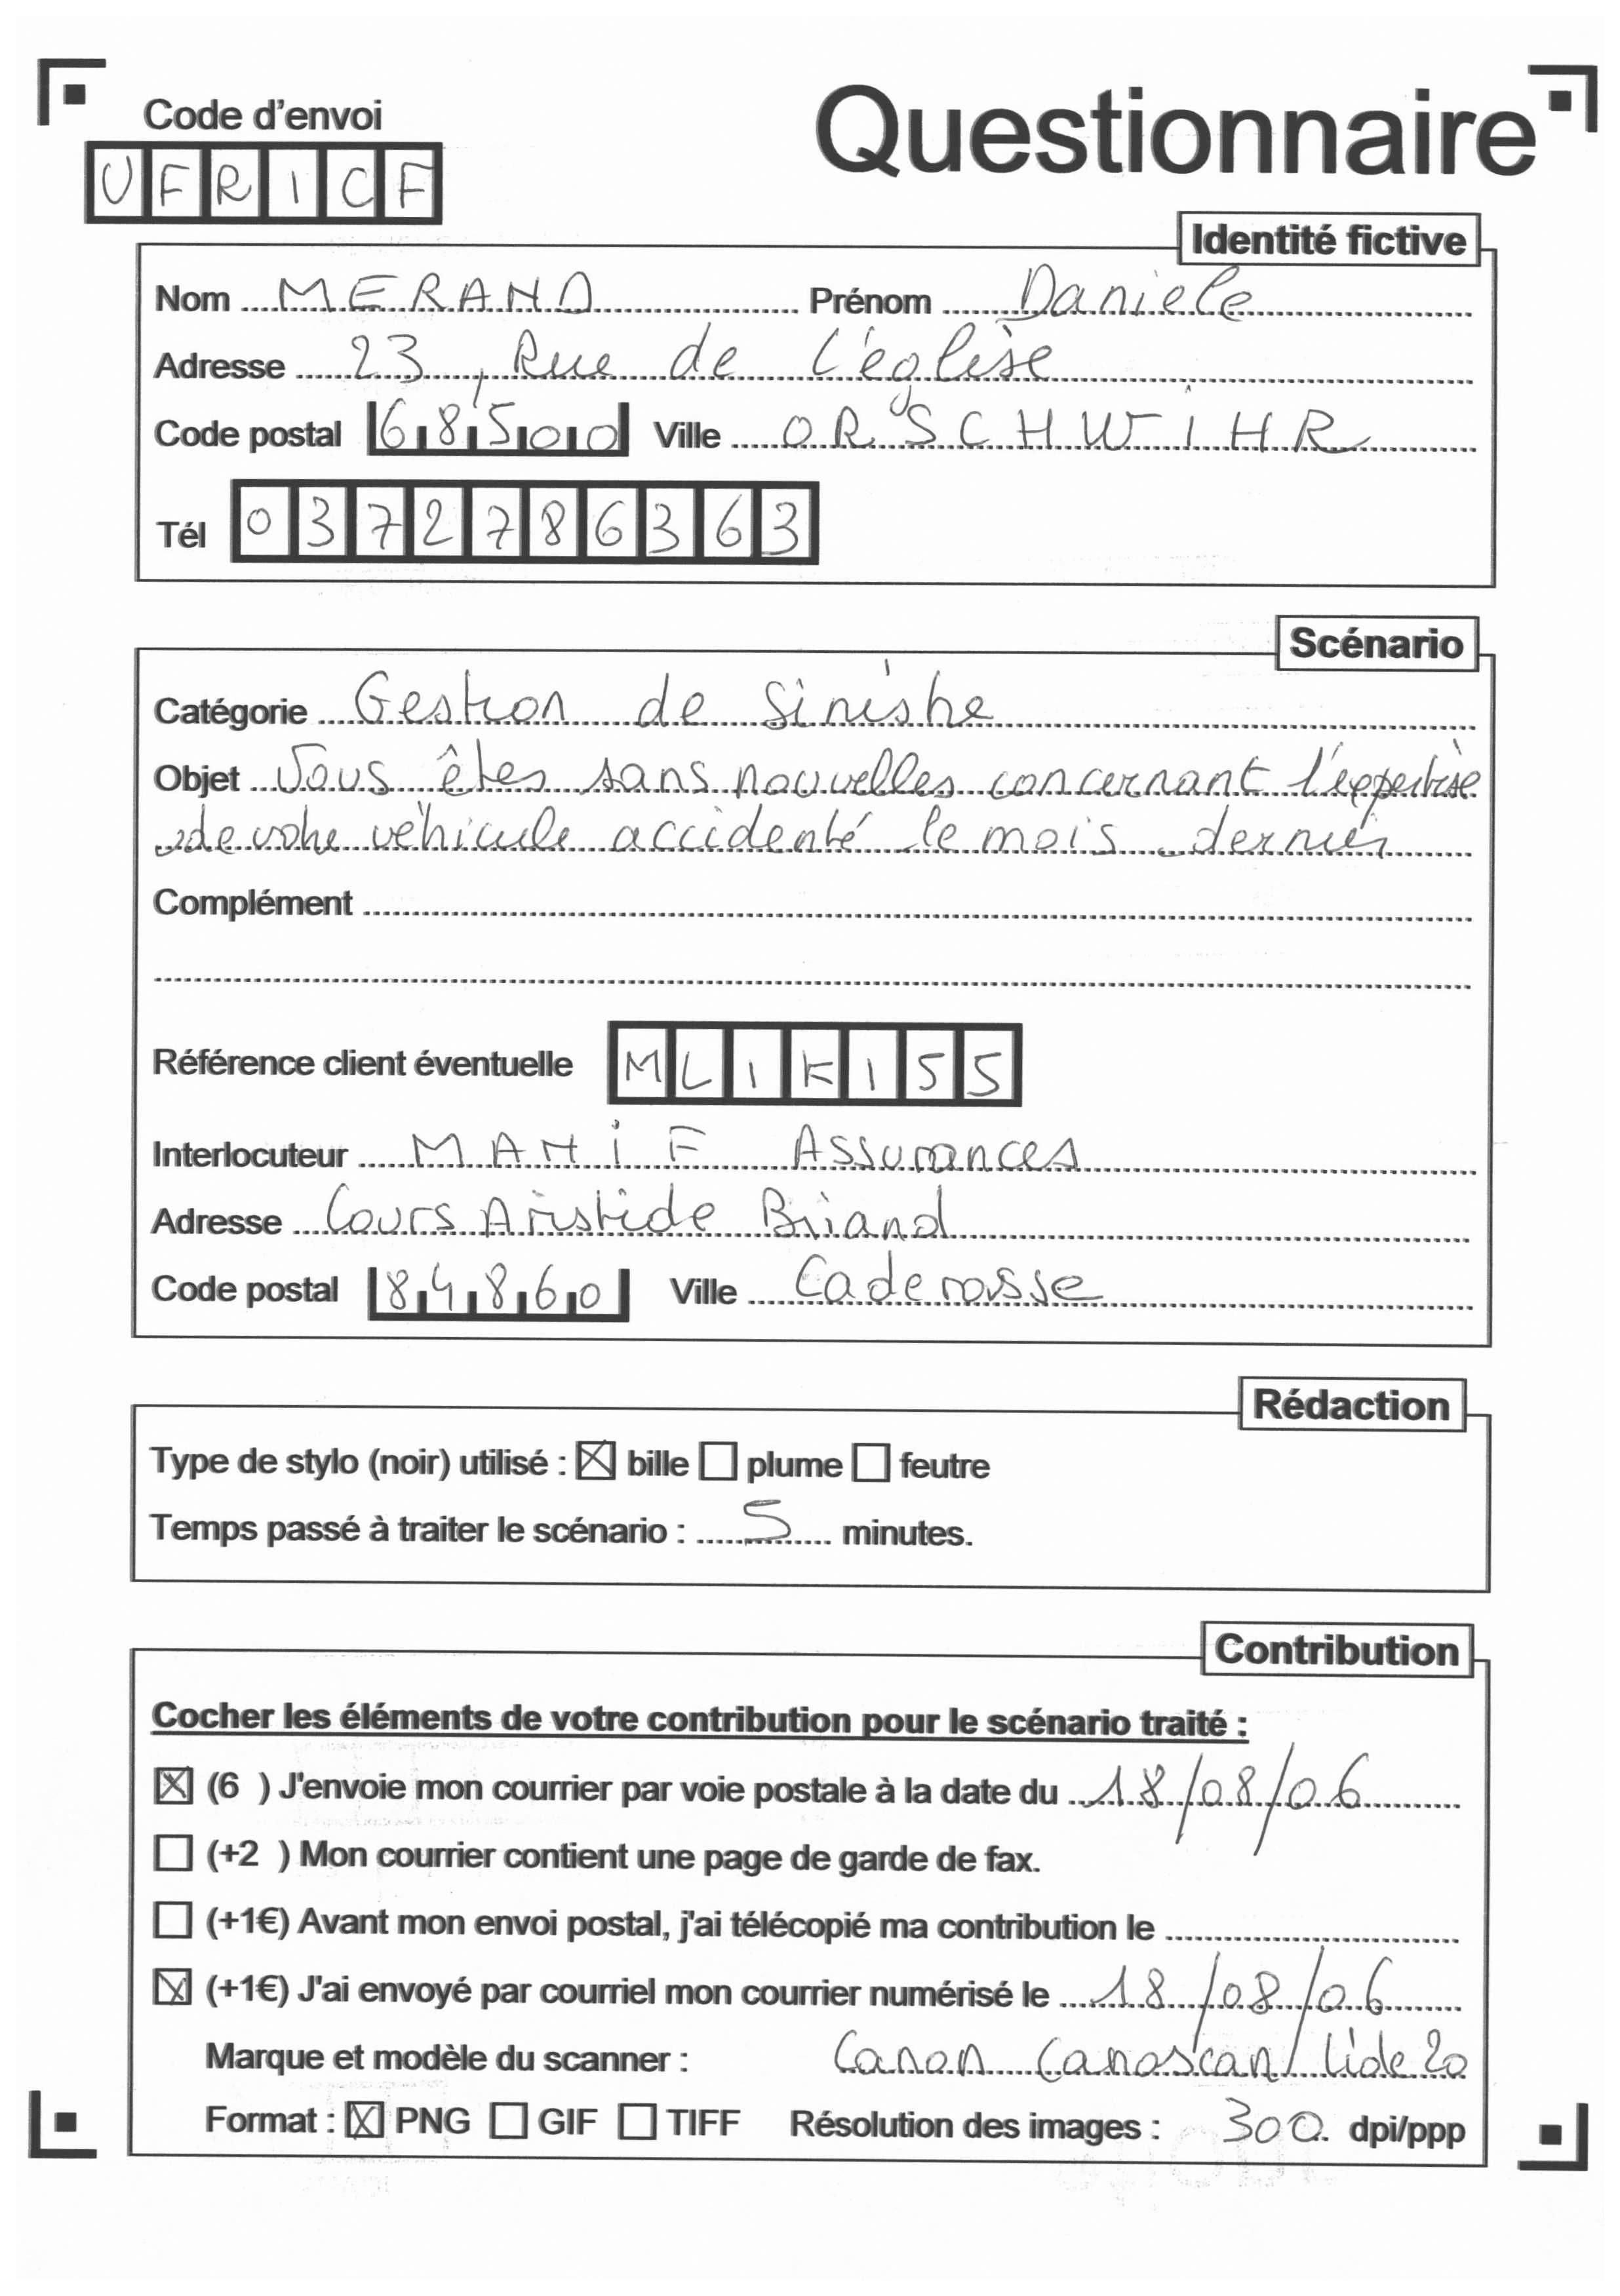 Code d'envoi
Questionnaire
UFRICF
Identité fictive
Nom MERAND Prénom Daniele
Adresse 23, Rue de l'église
Code postal 68500 Ville ORSCHWIHR
Tél 0372786363
Scénario
Catégorie Gestion de Sinistre
Objet Vous êtes sans nouvelles concernant l'expertise
de votre véhicule accidenté le mois dernier
Complément
Référence client éventuelle MLIKI55
Interlocuteur MAHiF Assurances
Adresse Cours Aristide Briand
Code postal 84860 Ville Caderousse
Rédaction
Type de stylo (noir) utilisé : ☒ bille ☐ plume ☐ feutre
Temps passé à traiter le scénario : 5 minutes.
Contribution
Cocher les éléments de votre contribution pour le scénario traité :
☒ (6 ) J'envoie mon courrier par voie postale à la date du 18/08/06
☐ (+2 ) Mon courrier contient une page de garde de fax.
☐ (+1€) Avant mon envoi postal, j'ai télécopié ma contribution le
☒ (+1€) J'ai envoyé par courriel mon courrier numérisé le 18/08/06
Marque et modèle du scanner : Canon Canoscan lide 20
Format : ☒ PNG ☐ GIF ☐ TIFF Résolution des images : 300 dpi/ppp